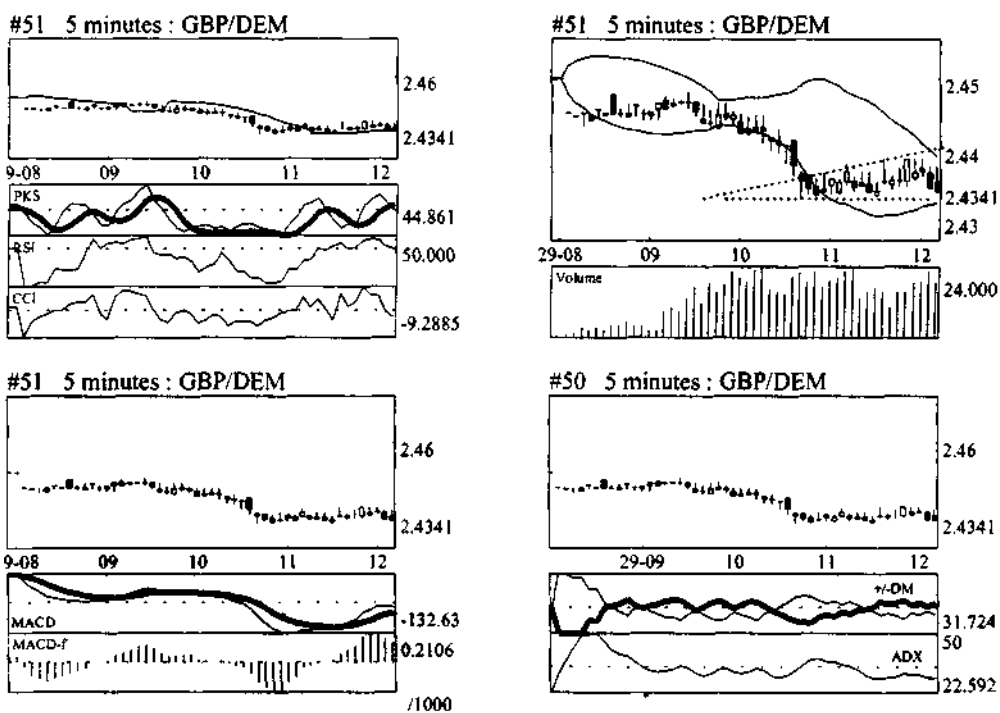 #51 5 minutes : GBP/DEM
2.46
2.4341
9-08 09 10 11 12
PKS
44.861
RSI
50.000
CCI
-9.2885
#51 5 minutes : GBP/DEM
2.45
2.44
2.4341
2.43
29-08 09 10 11 12
Volume
24.000
#51 5 minutes : GBP/DEM
2.46
2.4341
9-08 09 10 11 12
MACD
-132.63
MACD-f
0.2106
/1000
#50 5 minutes : GBP/DEM
2.46
2.4341
29-09 10 11 12
+/-DM
31.724
50
ADX
22.592